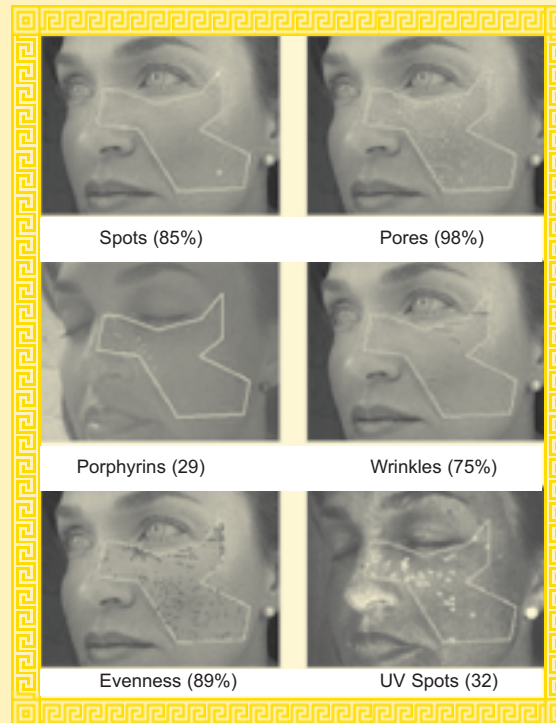 Spots (85%)
Pores (98%)
Porphyrins (29)
Wrinkles (75%)
Evenness (89%)
UV Spots (32)